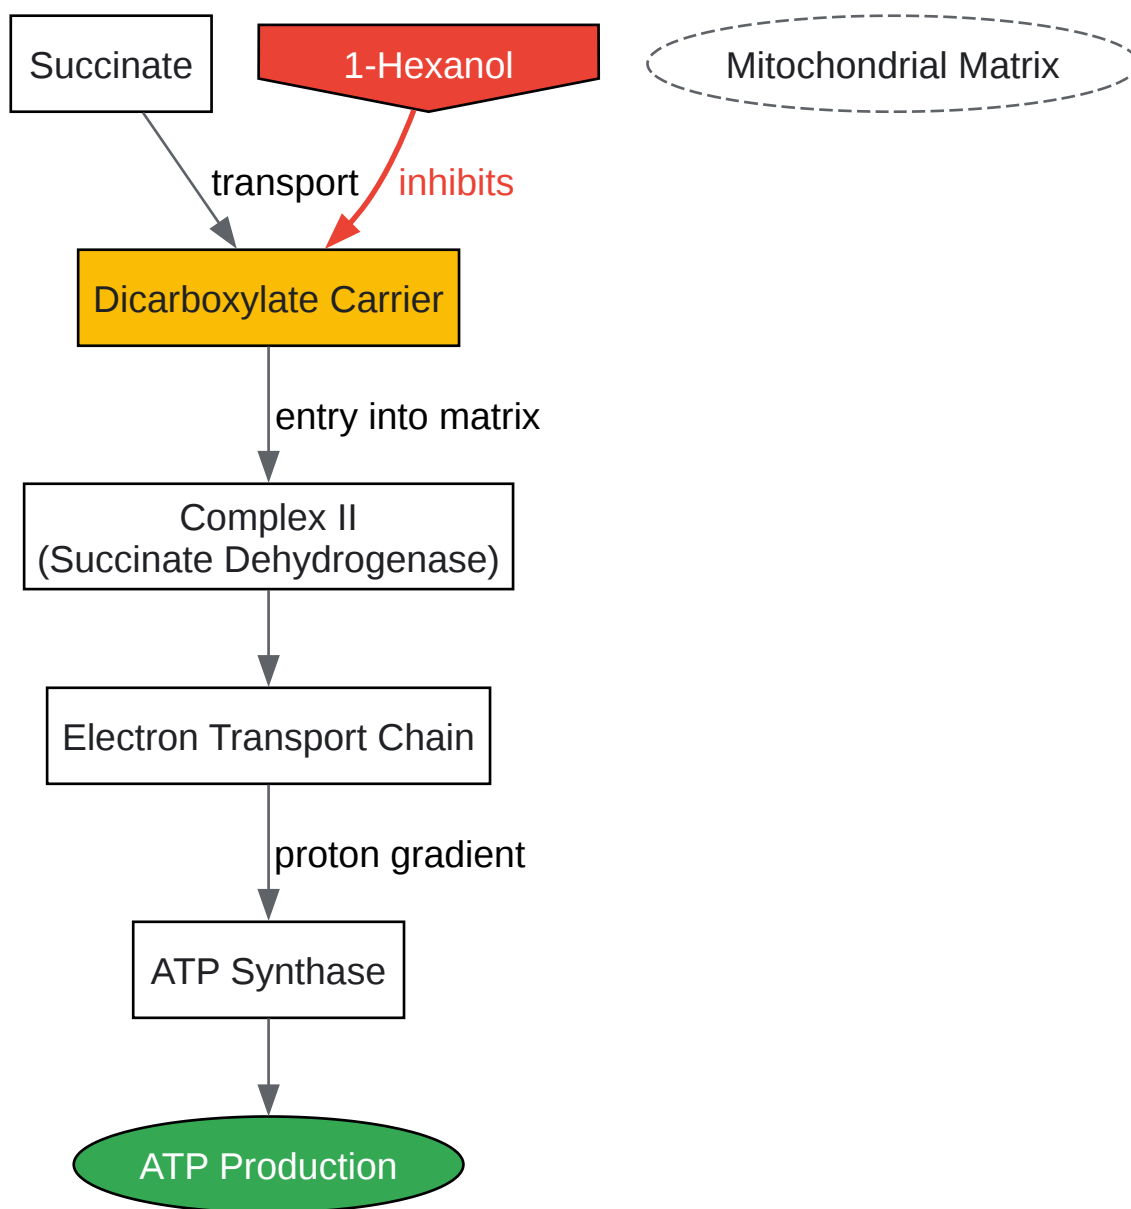 Succinate
1-Hexanol
Mitochondrial Matrix
transport
inhibits
Dicarboxylate Carrier
entry into matrix
Complex II
(Succinate Dehydrogenase)
Electron Transport Chain
proton gradient
ATP Synthase
ATP Production